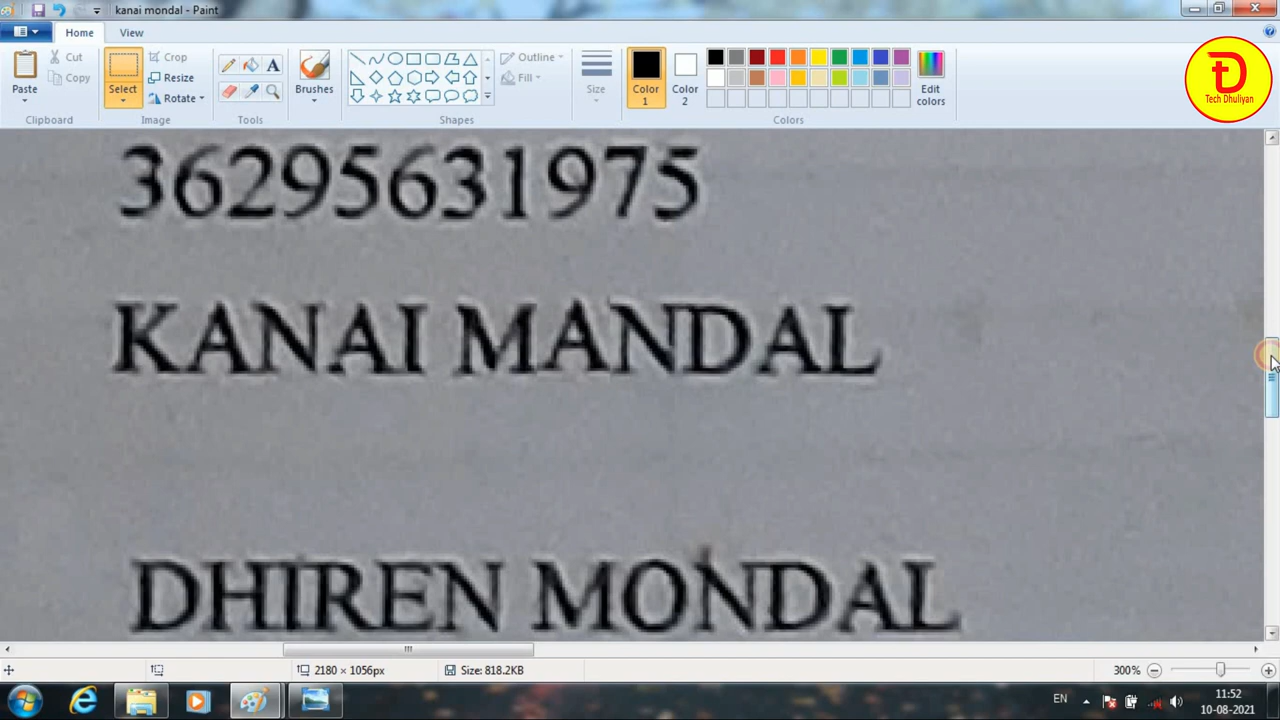 kanai mondal - Paint
Home View
Paste
Cut
Copy
Clipboard
Select
Crop
Resize
Rotate
Image
A
Tools
Brushes
Shapes
Outline
Fill
Size
Color 1
Color 2
Edit colors
Colors
Tech Dhuliyan
36295631975
KANAI MANDAL
DHIREN MONDAL
2180 × 1056px
Size: 818.2KB
300%
EN
11:52
10-08-2021